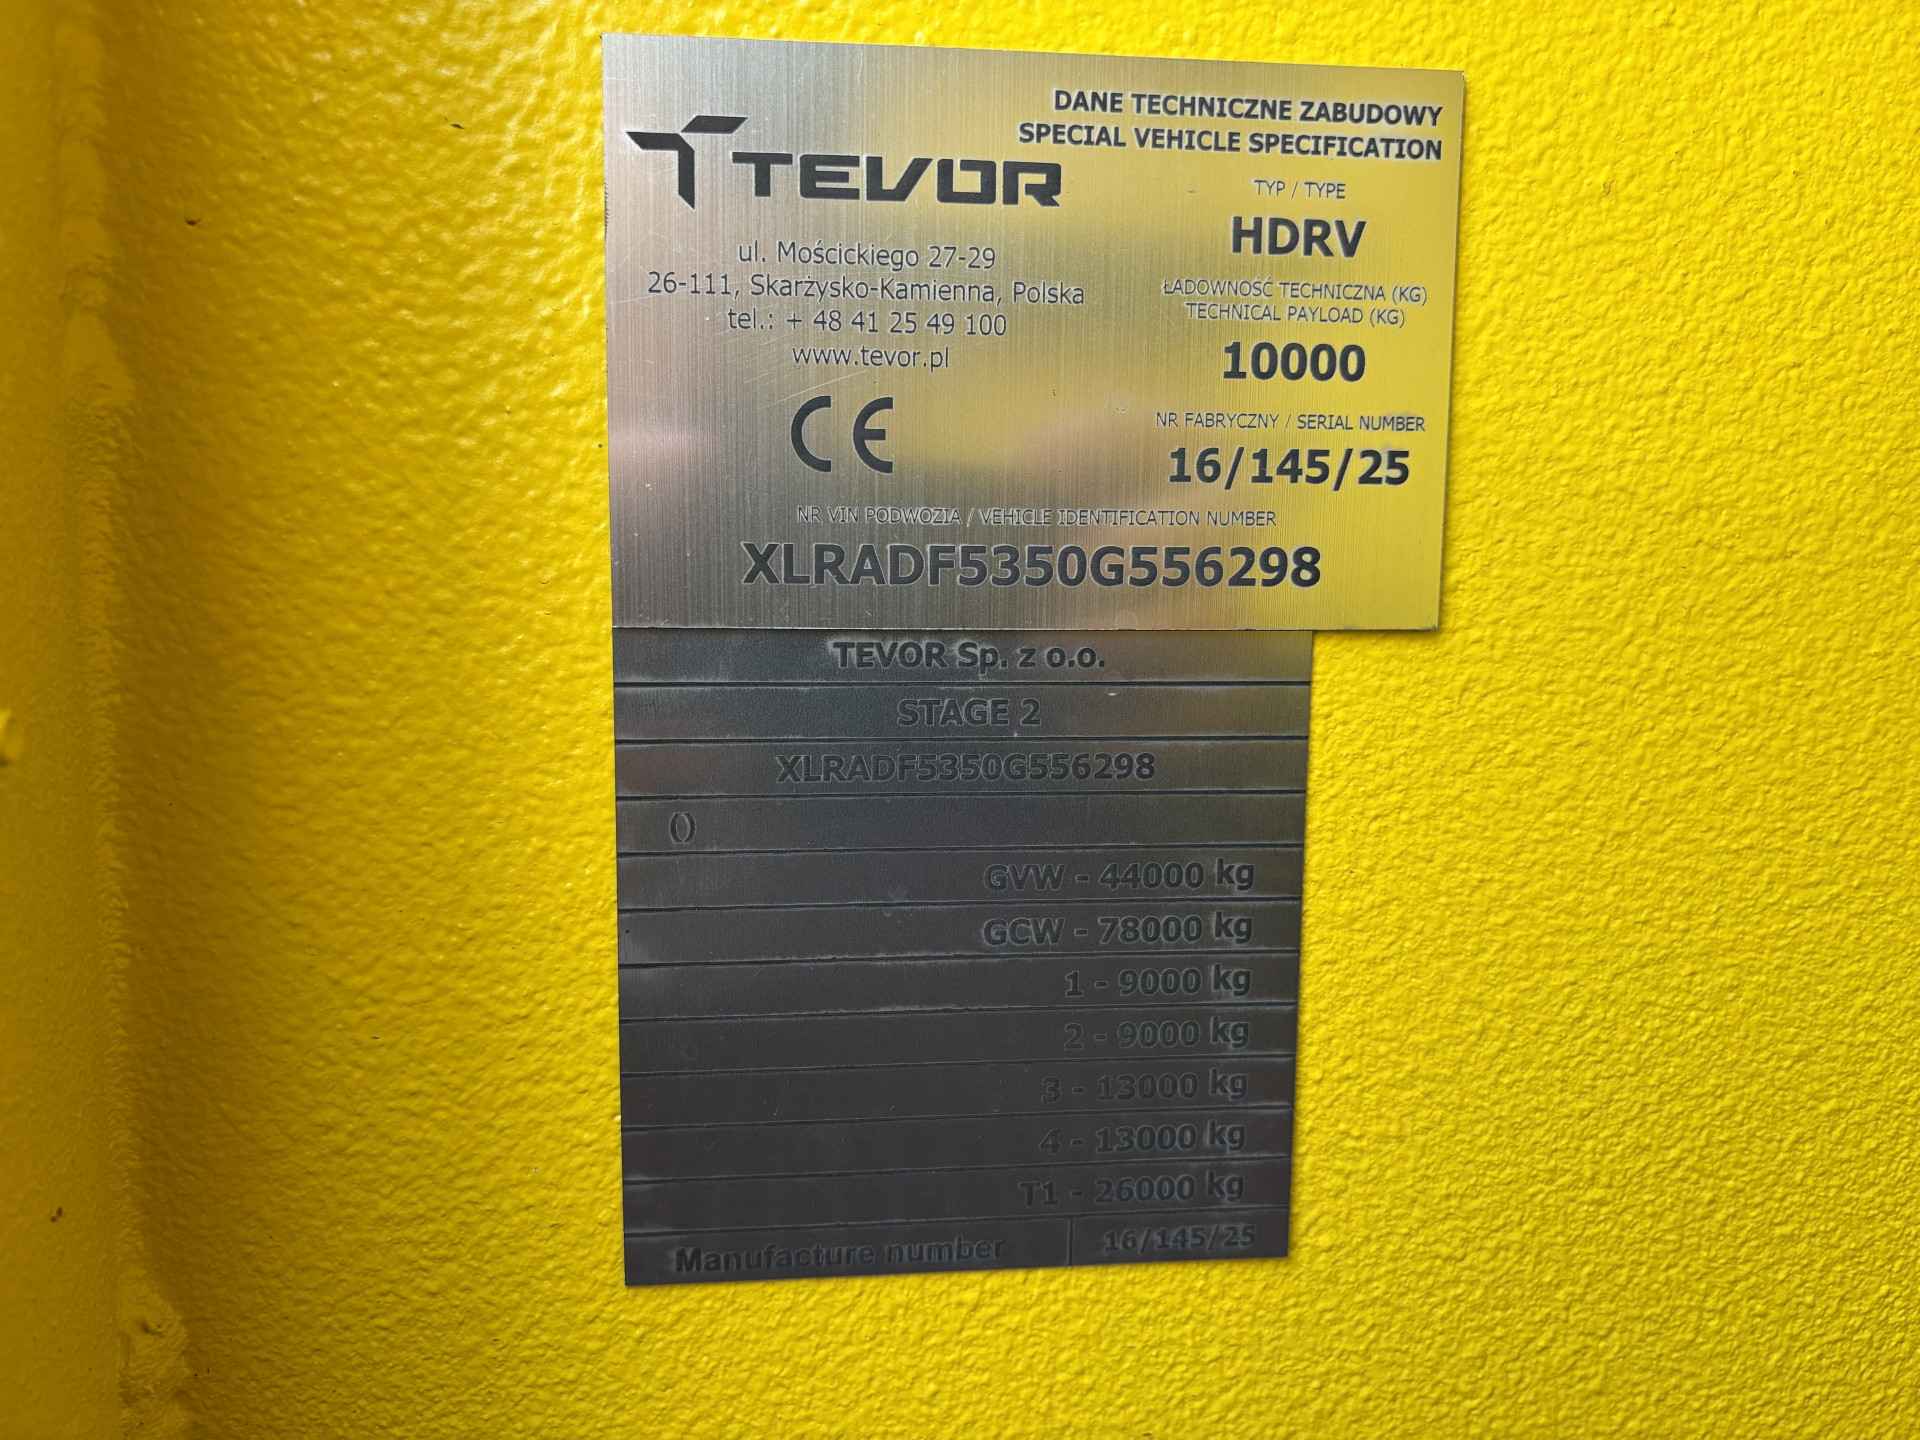 DANE TECHNICZNE ZABUDOWY
SPECIAL VEHICLE SPECIFICATION
TEVOR
TYP / TYPE
HDRV
ul. Mościckiego 27-29
26-111, Skarżysko-Kamienna, Polska
tel.: + 48 41 25 49 100
www.tevor.pl
ŁADOWNOŚĆ TECHNICZNA (KG)
TECHNICAL PAYLOAD (KG)
10000
CE
NR FABRYCZNY / SERIAL NUMBER
16/145/25
NR VIN PODWOZIA / VEHICLE IDENTIFICATION NUMBER
XLRADF5350G556298
TEVOR Sp. z o.o.
STAGE 2
XLRADF5350G556298
()
GVW - 44000 kg
GCW - 78000 kg
1 - 9000 kg
2 - 9000 kg
3 - 13000 kg
4 - 13000 kg
T1 - 26000 kg
Manufacture number 16/145/25